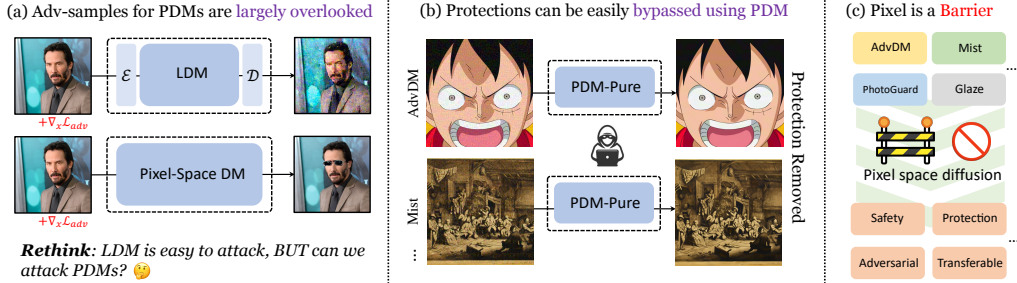 (a) Adv-samples for PDMs are largely overlooked
ℰ
LDM
𝒟
+∇ₓℒ_adv
Pixel-Space DM
+∇ₓℒ_adv
Rethink: LDM is easy to attack, BUT can we
attack PDMs? 🤔
(b) Protections can be easily bypassed using PDM
AdvDM
PDM-Pure
Mist
PDM-Pure
...
Protection Removed
(c) Pixel is a Barrier
AdvDM
Mist
...
PhotoGuard
Glaze
Pixel space diffusion
Safety
Protection
...
Adversarial
Transferable